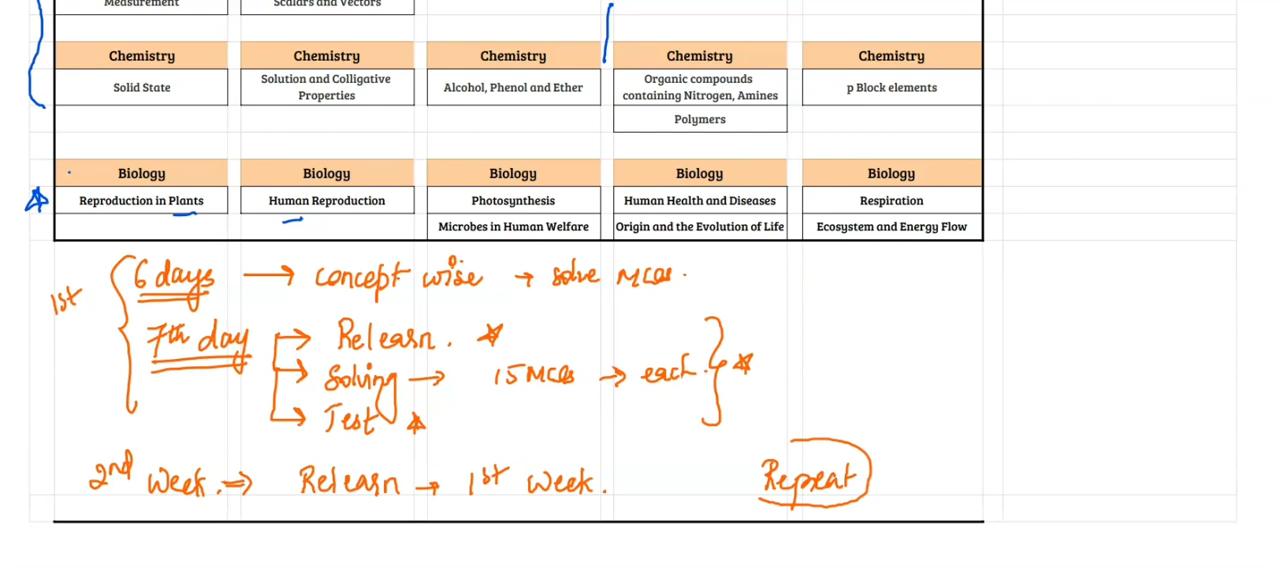 Measurement Scalars and Vectors
Chemistry Chemistry Chemistry Chemistry Chemistry
Solid State Solution and Colligative Properties Alcohol, Phenol and Ether Organic compounds containing Nitrogen, Amines p Block elements
Polymers
Biology Biology Biology Biology Biology
Reproduction in Plants Human Reproduction Photosynthesis Human Health and Diseases Respiration
Microbes in Human Welfare Origin and the Evolution of Life Ecosystem and Energy Flow
1st 6 days → concept wise → solve MCQs.
7th day → Relearn.
→ Solving → 15 MCQs → each.
→ Test
2nd week. ⇒ Relearn → 1st week. Repeat